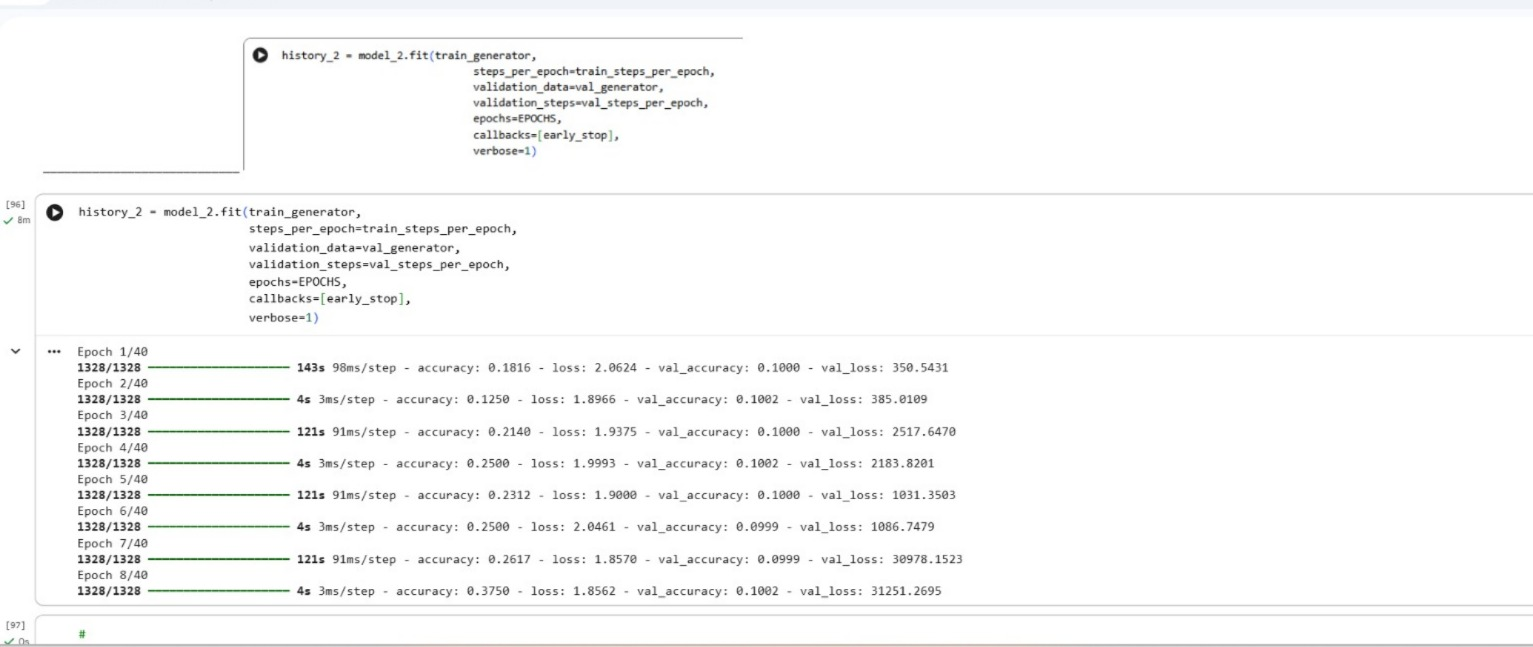 history_2 = model_2.fit(train_generator,
steps_per_epoch=train_steps_per_epoch,
validation_data=val_generator,
validation_steps=val_steps_per_epoch,
epochs=EPOCHS,
callbacks=[early_stop],
verbose=1)
[96]
8m
history_2 = model_2.fit(train_generator,
steps_per_epoch=train_steps_per_epoch,
validation_data=val_generator,
validation_steps=val_steps_per_epoch,
epochs=EPOCHS,
callbacks=[early_stop],
verbose=1)
Epoch 1/40
1328/1328 143s 98ms/step - accuracy: 0.1816 - loss: 2.0624 - val_accuracy: 0.1000 - val_loss: 350.5431
Epoch 2/40
1328/1328 4s 3ms/step - accuracy: 0.1250 - loss: 1.8966 - val_accuracy: 0.1002 - val_loss: 385.0109
Epoch 3/40
1328/1328 121s 91ms/step - accuracy: 0.2140 - loss: 1.9375 - val_accuracy: 0.1000 - val_loss: 2517.6470
Epoch 4/40
1328/1328 4s 3ms/step - accuracy: 0.2500 - loss: 1.9993 - val_accuracy: 0.1002 - val_loss: 2183.8201
Epoch 5/40
1328/1328 121s 91ms/step - accuracy: 0.2312 - loss: 1.9000 - val_accuracy: 0.1000 - val_loss: 1031.3503
Epoch 6/40
1328/1328 4s 3ms/step - accuracy: 0.2500 - loss: 2.0461 - val_accuracy: 0.0999 - val_loss: 1086.7479
Epoch 7/40
1328/1328 121s 91ms/step - accuracy: 0.2617 - loss: 1.8570 - val_accuracy: 0.0999 - val_loss: 30978.1523
Epoch 8/40
1328/1328 4s 3ms/step - accuracy: 0.3750 - loss: 1.8562 - val_accuracy: 0.1002 - val_loss: 31251.2695
[97]
#
0s